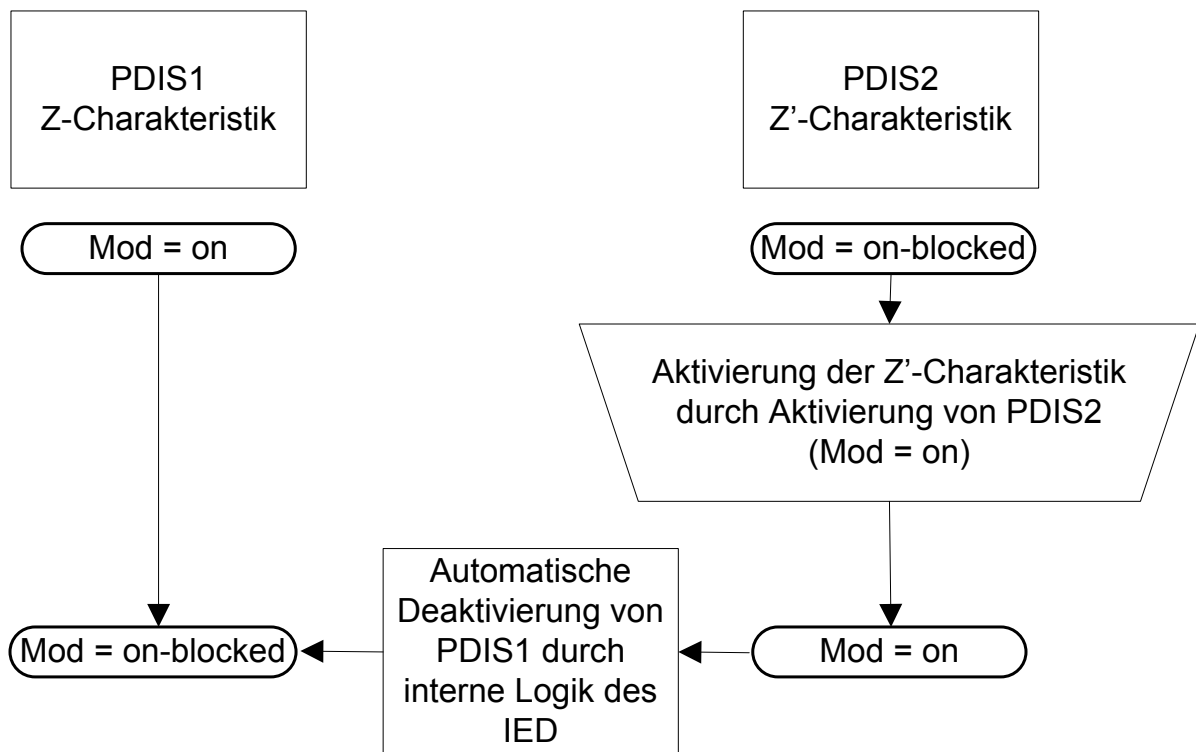 PDIS1
Z-Charakteristik
PDIS2
Z'-Charakteristik
Mod = on
Mod = on-blocked
Aktivierung der Z'-Charakteristik
durch Aktivierung von PDIS2
(Mod = on)
Automatische
Deaktivierung von
PDIS1 durch
interne Logik des
IED
Mod = on-blocked
Mod = on